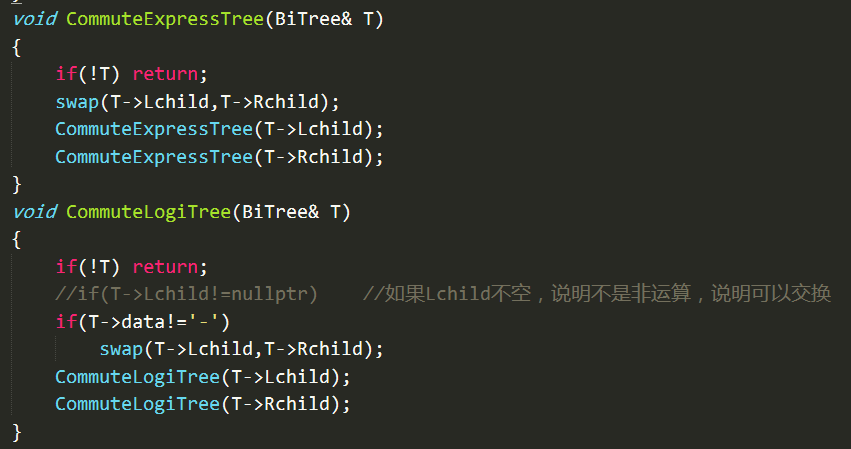 void CommuteExpressTree(BiTree& T)
{
    if(!T) return;
    swap(T->Lchild,T->Rchild);
    CommuteExpressTree(T->Lchild);
    CommuteExpressTree(T->Rchild);
}
void CommuteLogiTree(BiTree& T)
{
    if(!T) return;
    //if(T->Lchild!=nullptr)    //如果Lchild不空，说明不是非运算，说明可以交换
    if(T->data!='-')
        swap(T->Lchild,T->Rchild);
    CommuteLogiTree(T->Lchild);
    CommuteLogiTree(T->Rchild);
}